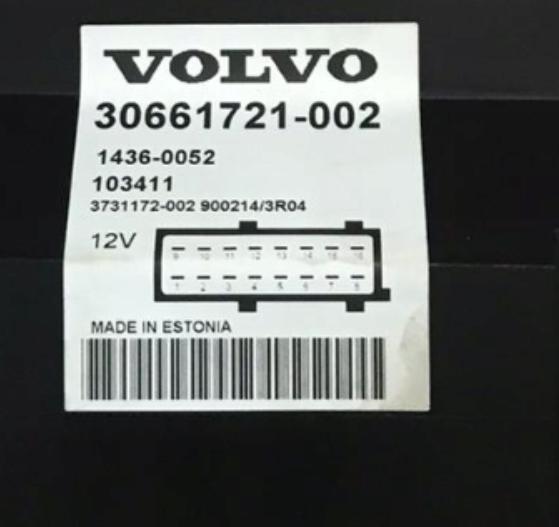 VOLVO
30661721-002
1436-0052
103411
3731172-002 900214/3R04
12V
9 10 11 12 13 14 15 16
1 2 3 4 5 6 7 8
MADE IN ESTONIA